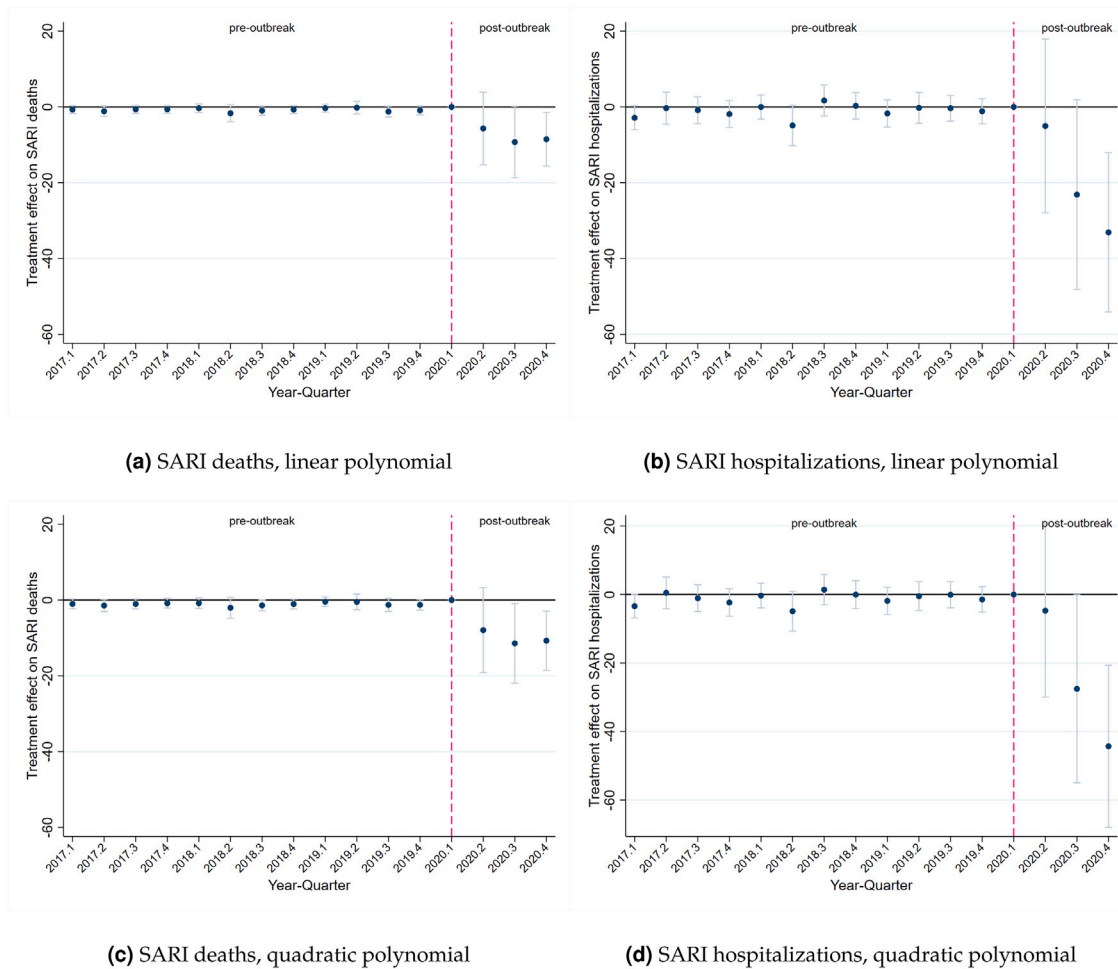 pre-outbreak post-outbreak
Treatment effect on SARI deaths
20
0
-20
-40
-60
2017.1 2017.2 2017.3 2017.4 2018.1 2018.2 2018.3 2018.4 2019.1 2019.2 2019.3 2019.4 2020.1 2020.2 2020.3 2020.4
Year-Quarter
(a) SARI deaths, linear polynomial
pre-outbreak post-outbreak
Treatment effect on SARI hospitalizations
20
0
-20
-40
-60
2017.1 2017.2 2017.3 2017.4 2018.1 2018.2 2018.3 2018.4 2019.1 2019.2 2019.3 2019.4 2020.1 2020.2 2020.3 2020.4
Year-Quarter
(b) SARI hospitalizations, linear polynomial
pre-outbreak post-outbreak
Treatment effect on SARI deaths
20
0
-20
-40
-60
2017.1 2017.2 2017.3 2017.4 2018.1 2018.2 2018.3 2018.4 2019.1 2019.2 2019.3 2019.4 2020.1 2020.2 2020.3 2020.4
Year-Quarter
(c) SARI deaths, quadratic polynomial
pre-outbreak post-outbreak
Treatment effect on SARI hospitalizations
20
0
-20
-40
-60
2017.1 2017.2 2017.3 2017.4 2018.1 2018.2 2018.3 2018.4 2019.1 2019.2 2019.3 2019.4 2020.1 2020.2 2020.3 2020.4
Year-Quarter
(d) SARI hospitalizations, quadratic polynomial